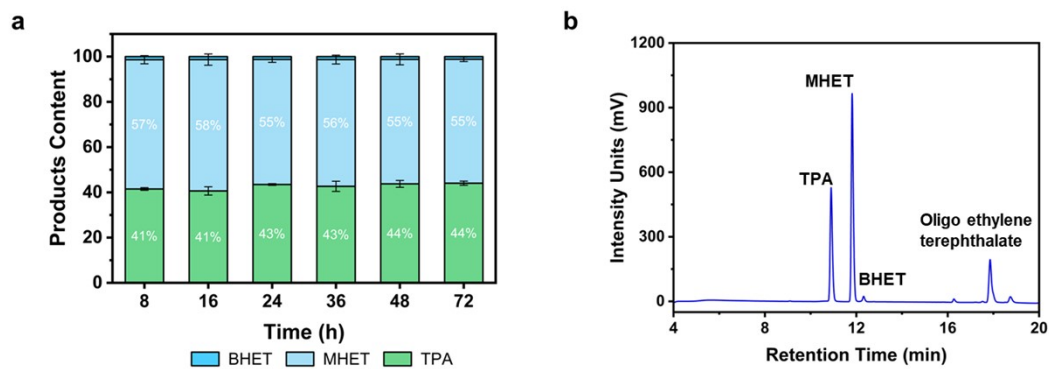 a
Products Content
100
80
60
40
20
0
57% 58% 55% 56% 55% 55%
41% 41% 43% 43% 44% 44%
8 16 24 36 48 72
Time (h)
BHET MHET TPA
b
Intensity Units (mV)
1200
900
600
300
0
MHET
TPA
BHET
Oligo ethylene
terephthalate
4 8 12 16 20
Retention Time (min)